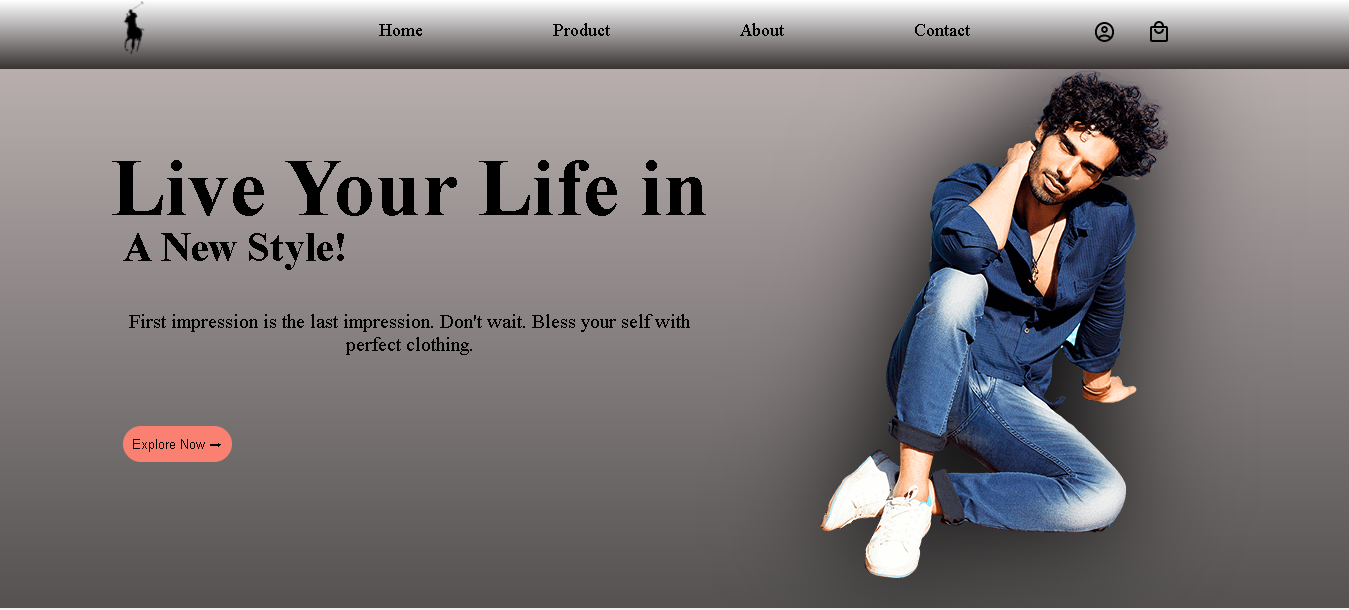 Home Product About Contact
Live Your Life in
A New Style!
First impression is the last impression. Don't wait. Bless your self with
perfect clothing.
Explore Now →